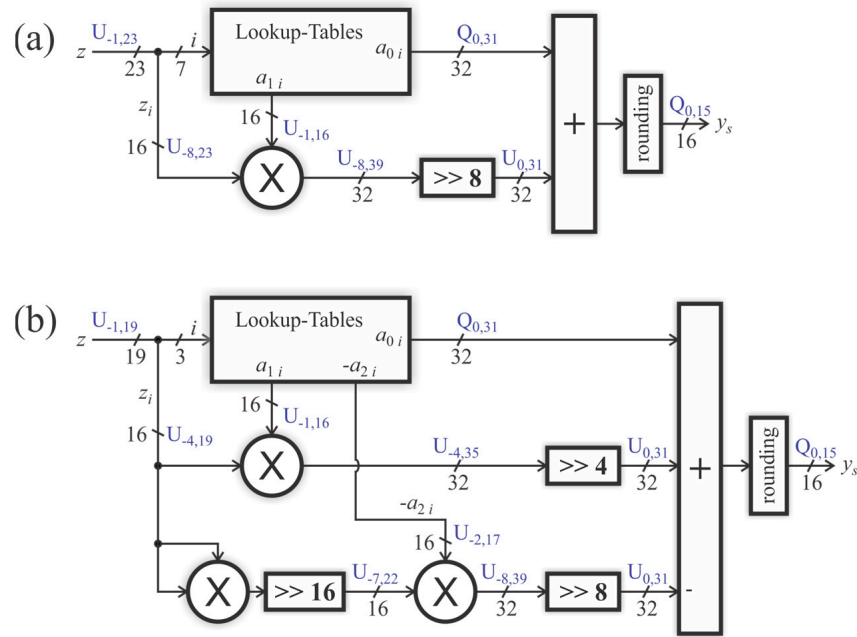 (a)
z
U-1,23
23
i
7
Lookup-Tables
a0 i
a1 i
Q0,31
32
zi
16
U-8,23
16
U-1,16
X
U-8,39
32
>> 8
U0,31
32
+
rounding
Q0,15
16
ys
(b)
z
U-1,19
19
i
3
Lookup-Tables
a0 i
a1 i
-a2 i
Q0,31
32
zi
16
U-4,19
16
U-1,16
X
U-4,35
32
>> 4
U0,31
32
-a2 i
16
U-2,17
X
>> 16
U-7,22
16
X
U-8,39
32
>> 8
U0,31
32
+
-
rounding
Q0,15
16
ys